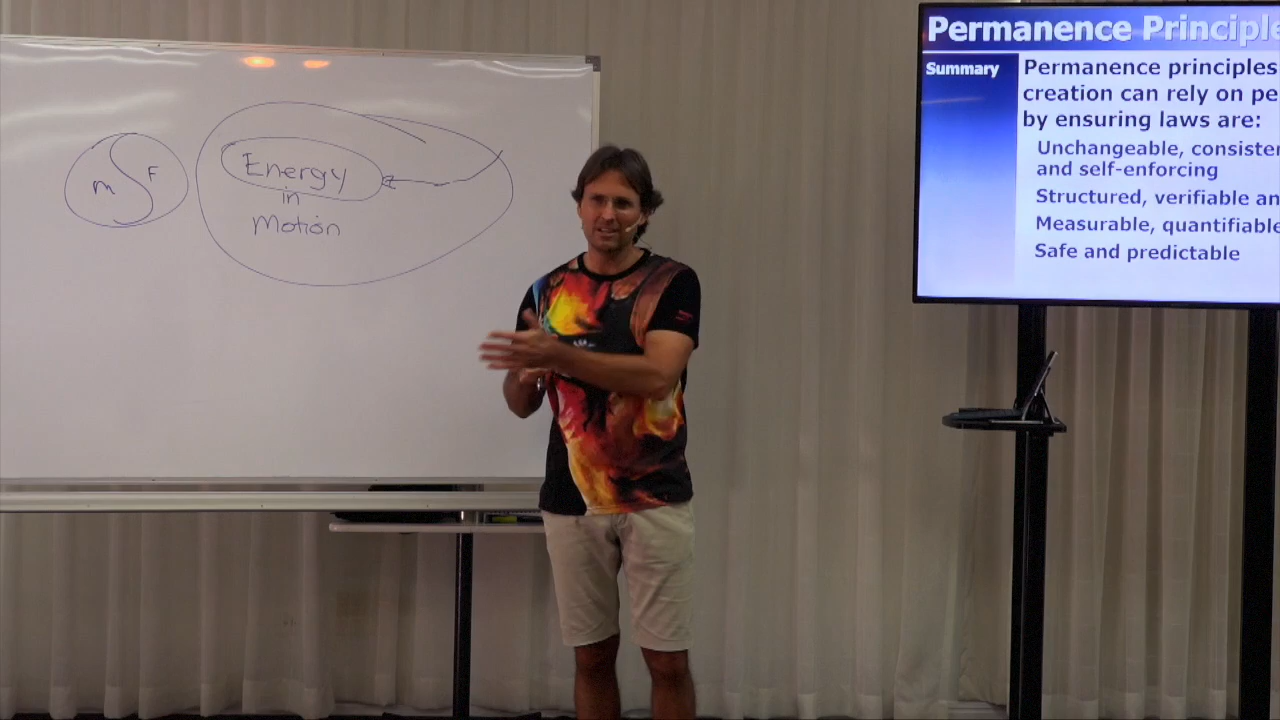 m F
Energy
in
Motion
Permanence Principle
Summary
Permanence principles
creation can rely on pe
by ensuring laws are:
Unchangeable, consisten
and self-enforcing
Structured, verifiable an
Measurable, quantifiable
Safe and predictable